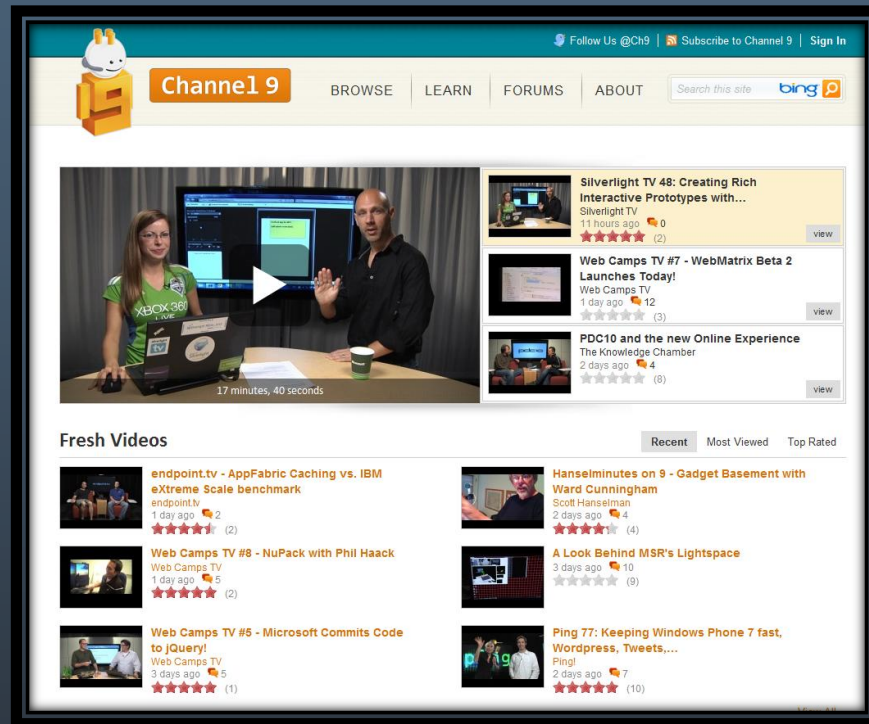 Follow Us @Ch9 | Subscribe to Channel 9 | Sign In
Channel 9
BROWSE
LEARN
FORUMS
ABOUT
Search this site
bing
XBOX 360
LIVE
17 minutes, 40 seconds
Silverlight TV 48: Creating Rich
Interactive Prototypes with...
Silverlight TV
11 hours ago 0
(2)
view
Web Camps TV #7 - WebMatrix Beta 2
Launches Today!
Web Camps TV
1 day ago 12
(3)
view
PDC10 and the new Online Experience
The Knowledge Chamber
2 days ago 4
(8)
view
Fresh Videos
Recent
Most Viewed
Top Rated
endpoint.tv - AppFabric Caching vs. IBM
eXtreme Scale benchmark
endpoint.tv
1 day ago 2
(2)
Hanselminutes on 9 - Gadget Basement with
Ward Cunningham
Scott Hanselman
2 days ago 4
(4)
Web Camps TV #8 - NuPack with Phil Haack
Web Camps TV
1 day ago 5
(2)
A Look Behind MSR's Lightspace
3 days ago 10
(9)
Web Camps TV #5 - Microsoft Commits Code
to jQuery!
Web Camps TV
3 days ago 5
(1)
Ping 77: Keeping Windows Phone 7 fast,
Wordpress, Tweets,...
Ping!
2 days ago 7
(10)